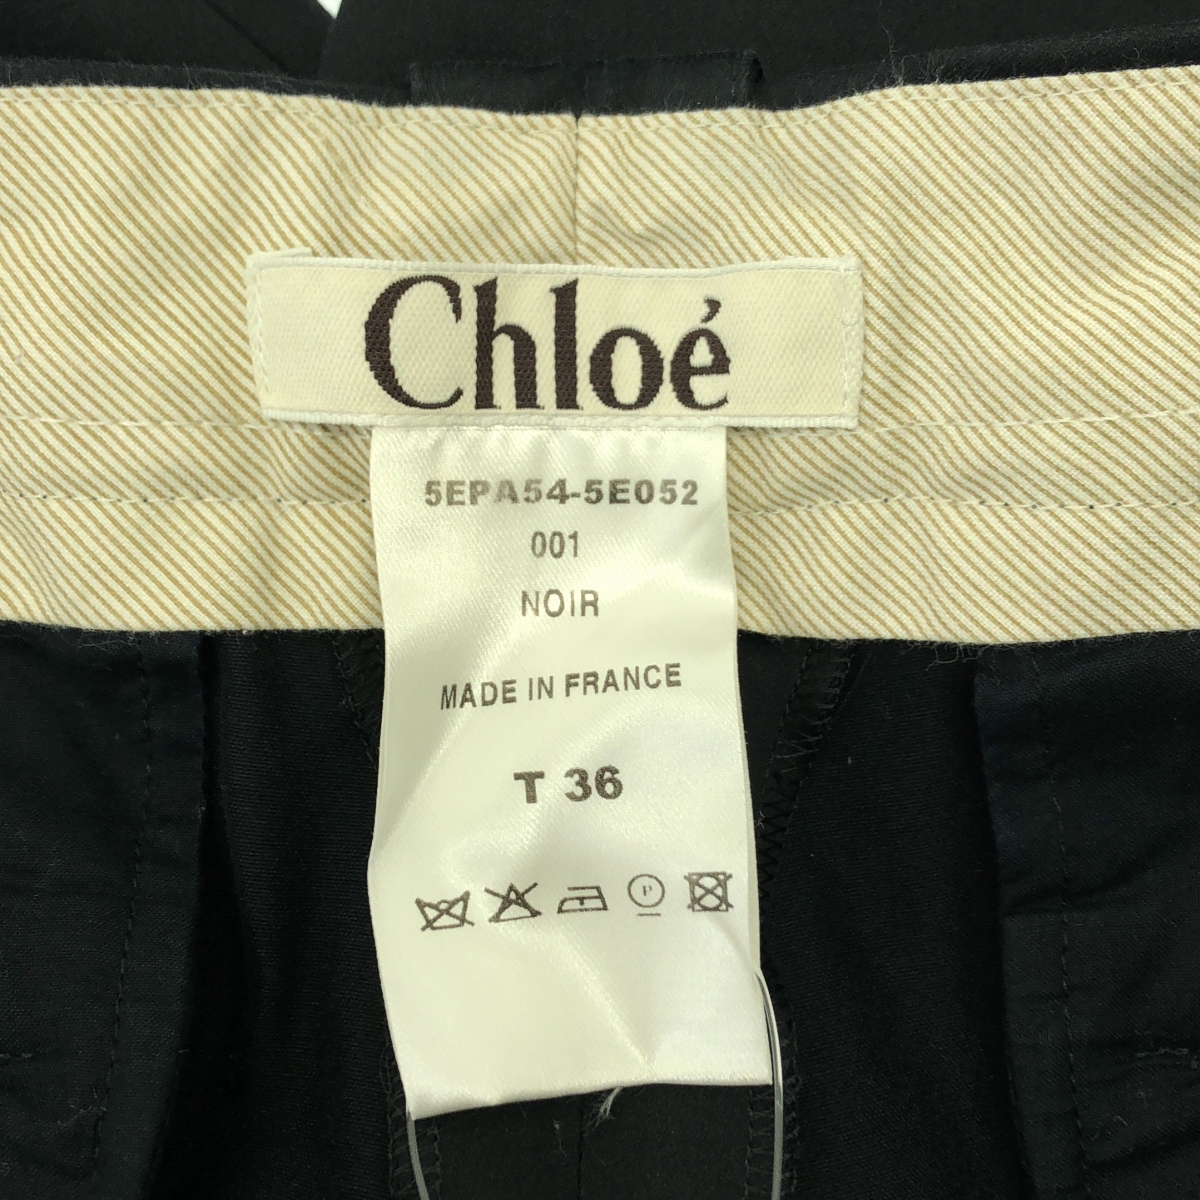 Chloé
5EPA54-5E052
001
NOIR
MADE IN FRANCE
T 36
P